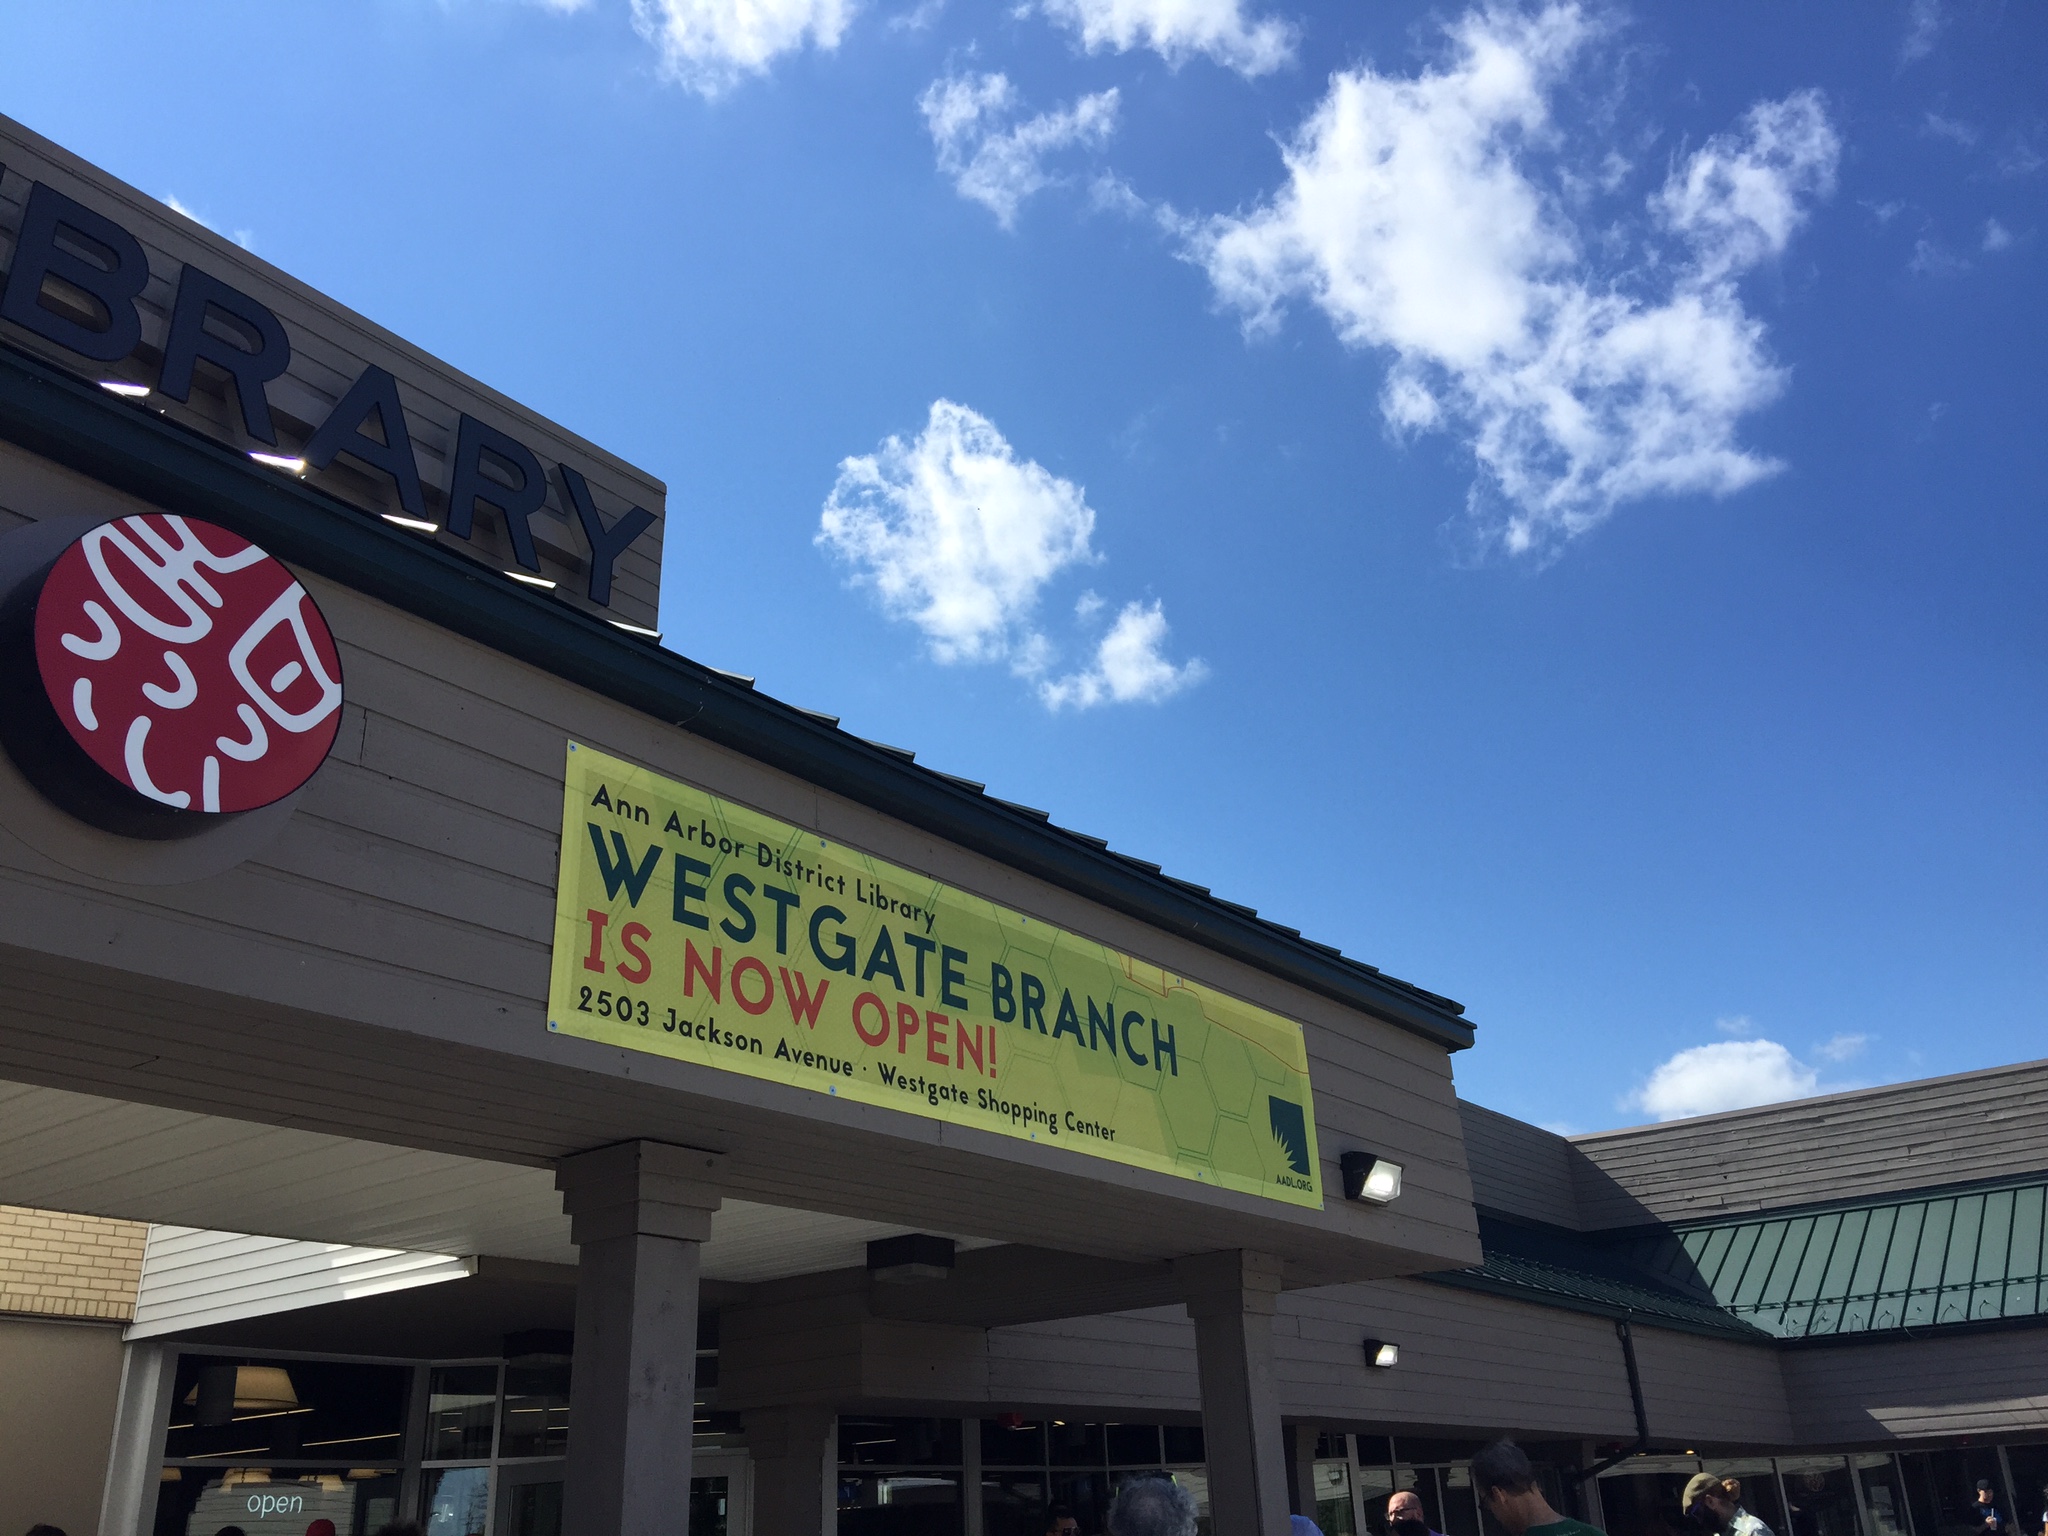 BRARY
Ann Arbor District Library
WESTGATE BRANCH
IS NOW OPEN!
2503 Jackson Avenue · Westgate Shopping Center
AADL.ORG
open